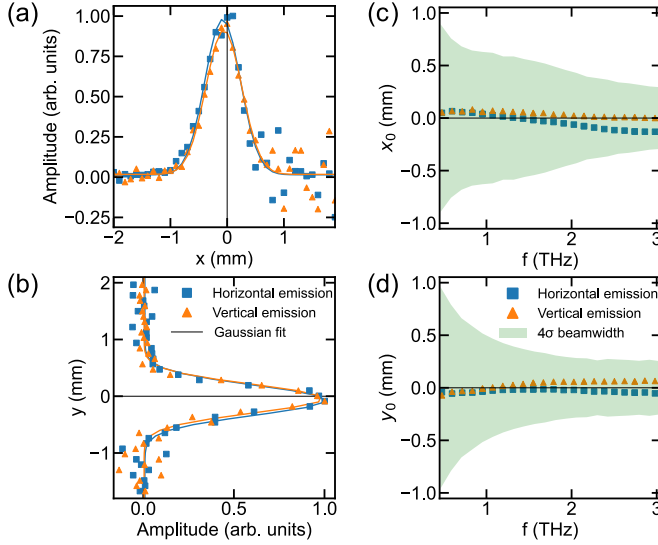 (a)
Amplitude (arb. units)
1.00
0.75
0.50
0.25
0.00
−0.25
−2
−1
0
1
x (mm)
(c)
x₀ (mm)
1.0
0.5
0.0
−0.5
−1.0
1
2
3
f (THz)
(b)
y (mm)
2
1
0
−1
Horizontal emission
Vertical emission
Gaussian fit
0.0
0.5
1.0
Amplitude (arb. units)
(d)
y₀ (mm)
1.0
0.5
0.0
−0.5
−1.0
Horizontal emission
Vertical emission
4σ beamwidth
1
2
3
f (THz)